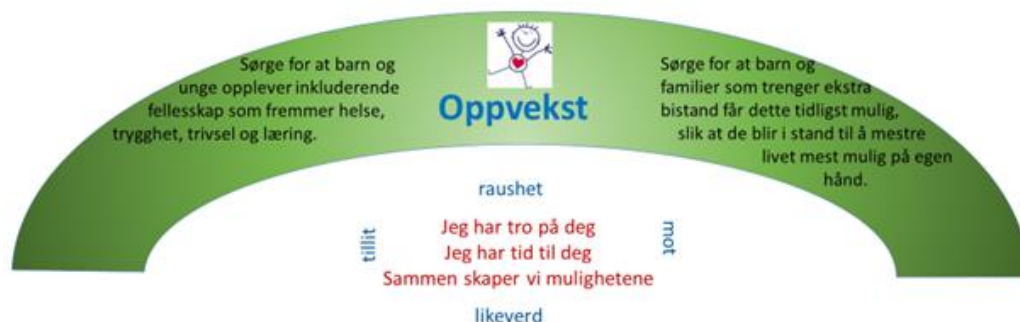 Sørge for at barn og
unge opplever inkluderende
fellesskap som fremmer helse,
trygghet, trivsel og læring.
Oppvekst
Sørge for at barn og
familier som trenger ekstra
bistand får dette tidligst mulig,
slik at de blir i stand til å mestre
livet mest mulig på egen
hånd.
raushet
tillit
Jeg har tro på deg
Jeg har tid til deg
Sammen skaper vi mulighetene
mot
likeverd